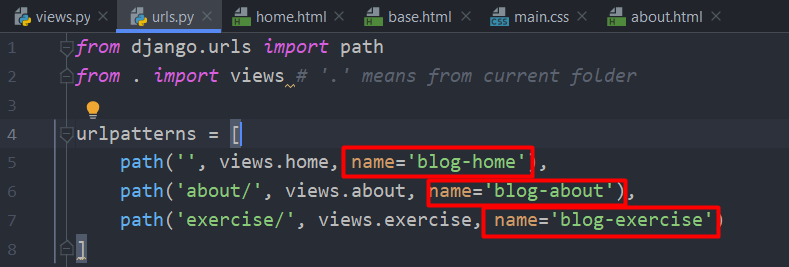 views.py urls.py home.html base.html main.css about.html
1 from django.urls import path
2 from . import views # '.' means from current folder
3
4 urlpatterns = [
5 path('', views.home, name='blog-home'),
6 path('about/', views.about, name='blog-about'),
7 path('exercise/', views.exercise, name='blog-exercise')
8 ]